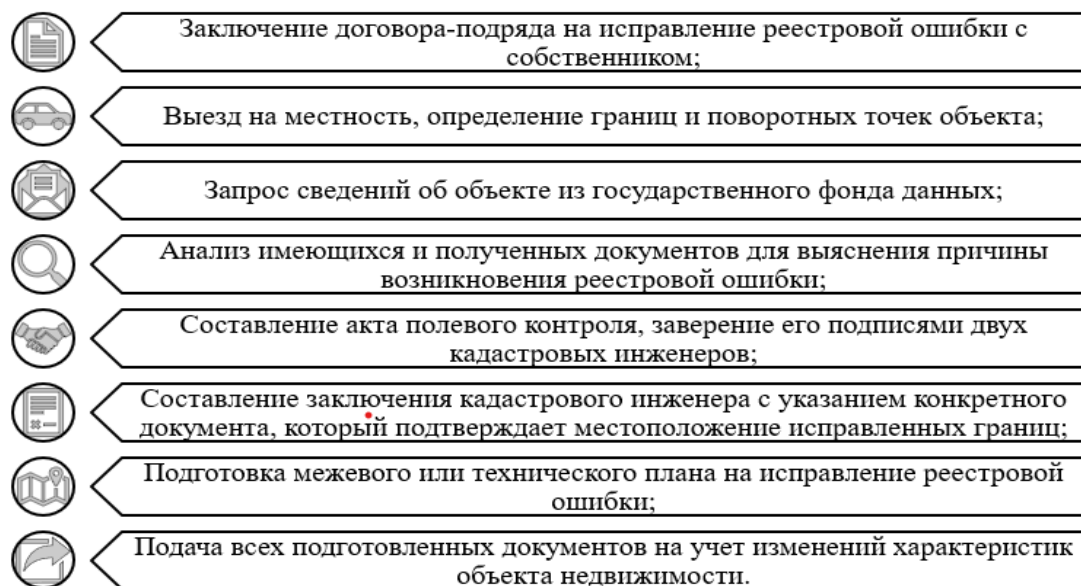 Заключение договора-подряда на исправление реестровой ошибки с
собственником;
Выезд на местность, определение границ и поворотных точек объекта;
Запрос сведений об объекте из государственного фонда данных;
Анализ имеющихся и полученных документов для выяснения причины
возникновения реестровой ошибки;
Составление акта полевого контроля, заверение его подписями двух
кадастровых инженеров;
Составление заключения кадастрового инженера с указанием конкретного
документа, который подтверждает местоположение исправленных границ;
Подготовка межевого или технического плана на исправление реестровой
ошибки;
Подача всех подготовленных документов на учет изменений характеристик
объекта недвижимости.